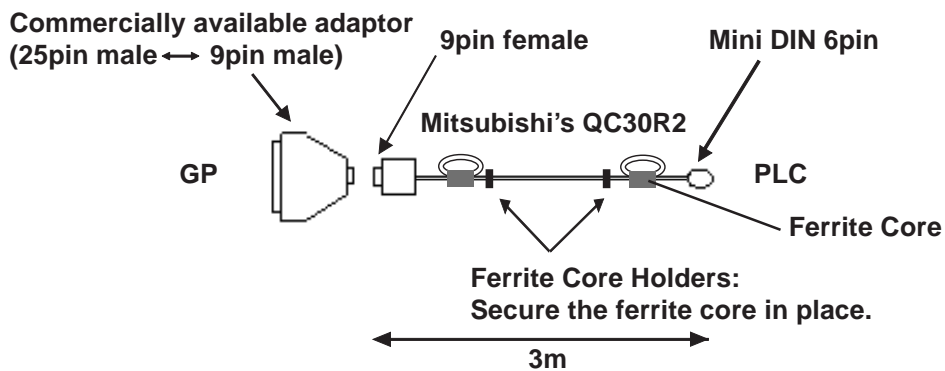 Commercially available adaptor
(25pin male ↔ 9pin male)
9pin female
Mini DIN 6pin
Mitsubishi's QC30R2
GP
PLC
Ferrite Core
Ferrite Core Holders:
Secure the ferrite core in place.
3m